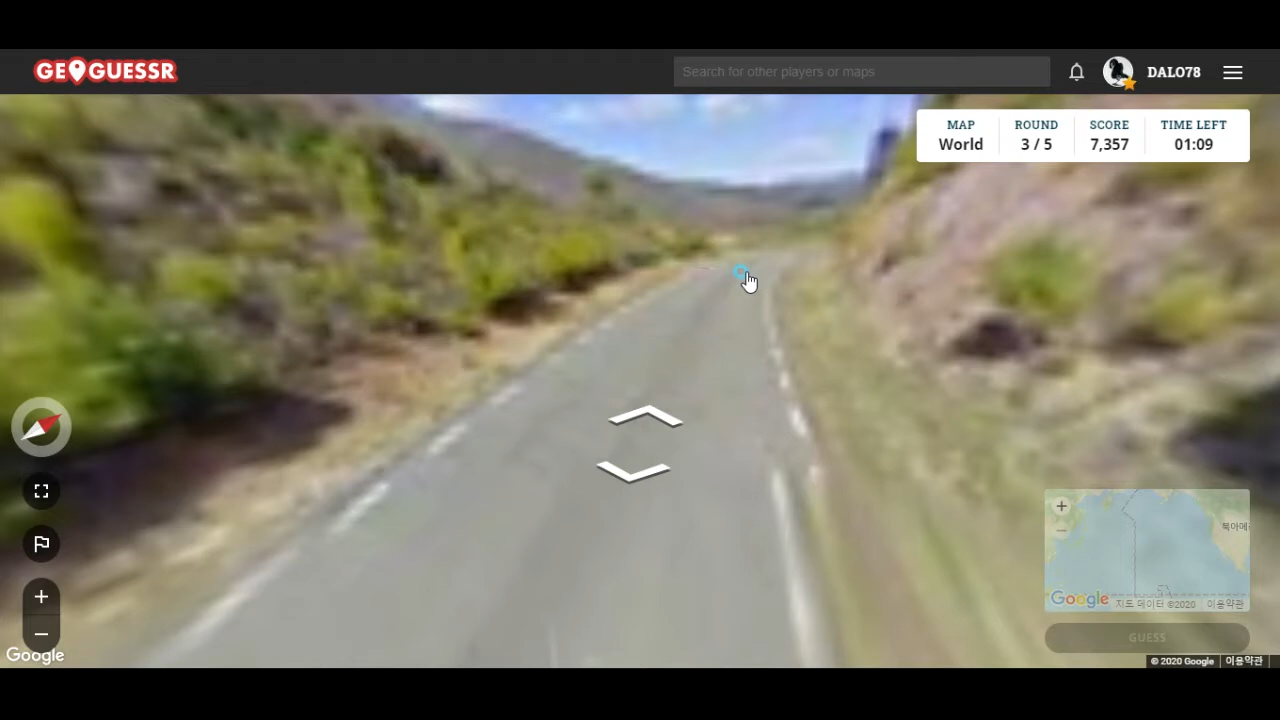 GEOGUESSR
Search for other players or maps
DALO78
MAP ROUND SCORE TIME LEFT
World 3 / 5 7,357 01:09
북아메
Google 지도 데이터 ©2020 이용약관
GUESS
Google
© 2020 Google 이용약관